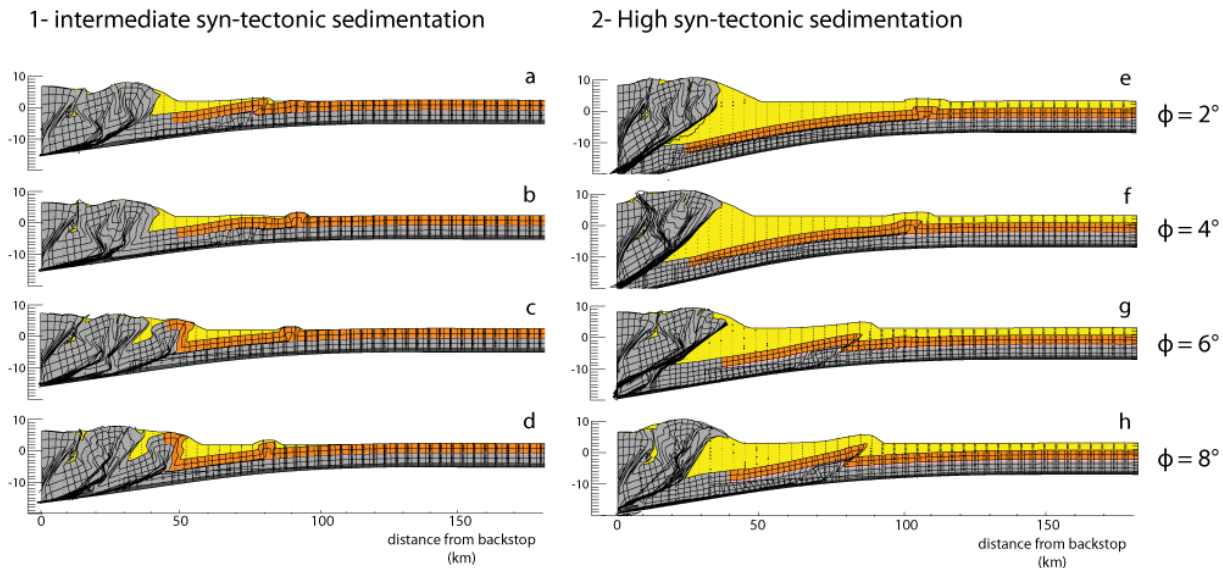 1- intermediate syn-tectonic sedimentation
2- High syn-tectonic sedimentation
a
10
0
-10
e
10
0
-10
ϕ = 2°
b
10
0
-10
f
10
0
-10
ϕ = 4°
c
10
0
-10
g
10
0
-10
ϕ = 6°
d
10
0
-10
h
10
0
-10
ϕ = 8°
0 50 100 150
distance from backstop
(km)
0 50 100 150
distance from backstop
(km)